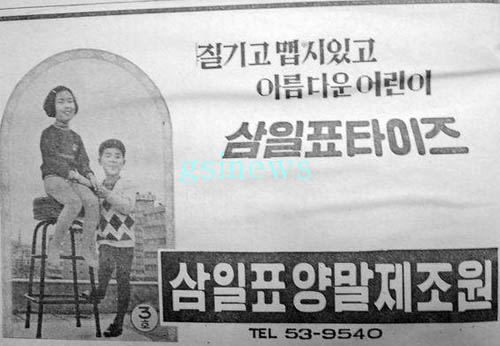 질기고 맵시있고
아름다운 어린이
삼일표타이즈
gsinews
삼일표양말제조원
TEL 53-9540